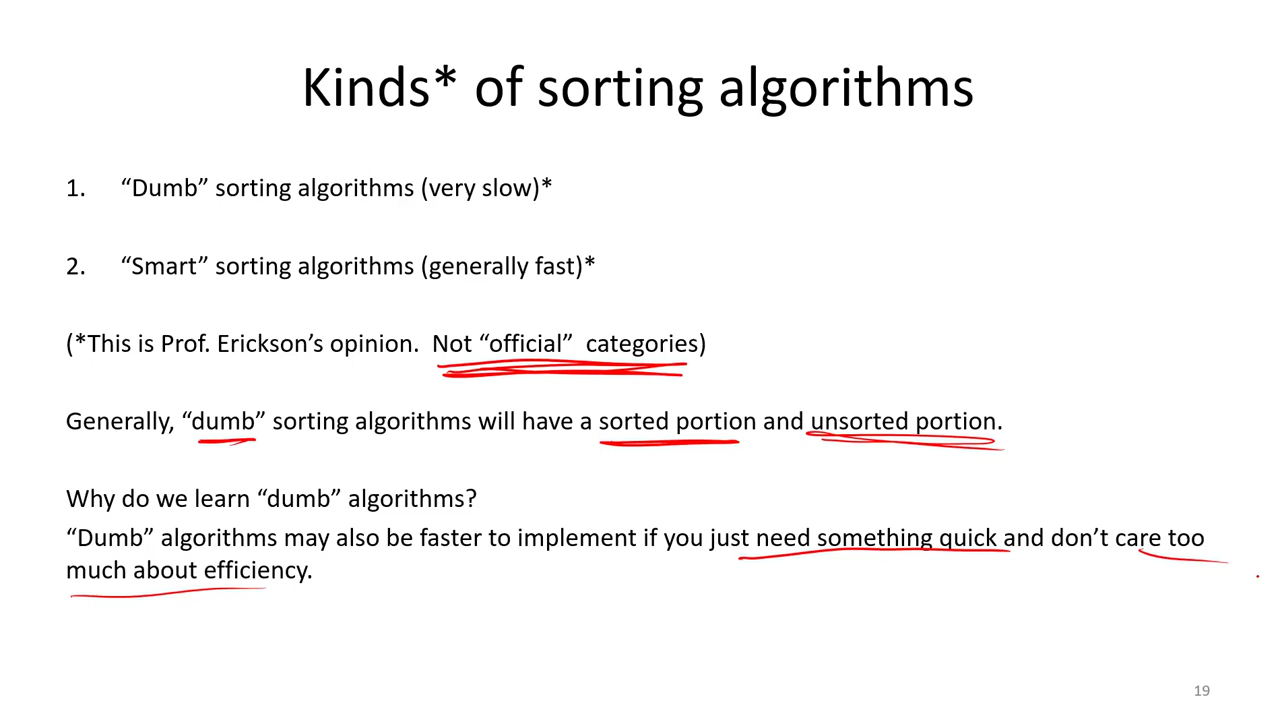 Kinds* of sorting algorithms
1. “Dumb” sorting algorithms (very slow)*
2. “Smart” sorting algorithms (generally fast)*
(*This is Prof. Erickson’s opinion.  Not “official”  categories)
Generally, “dumb” sorting algorithms will have a sorted portion and unsorted portion.
Why do we learn “dumb” algorithms?
“Dumb” algorithms may also be faster to implement if you just need something quick and don’t care too
much about efficiency.
19